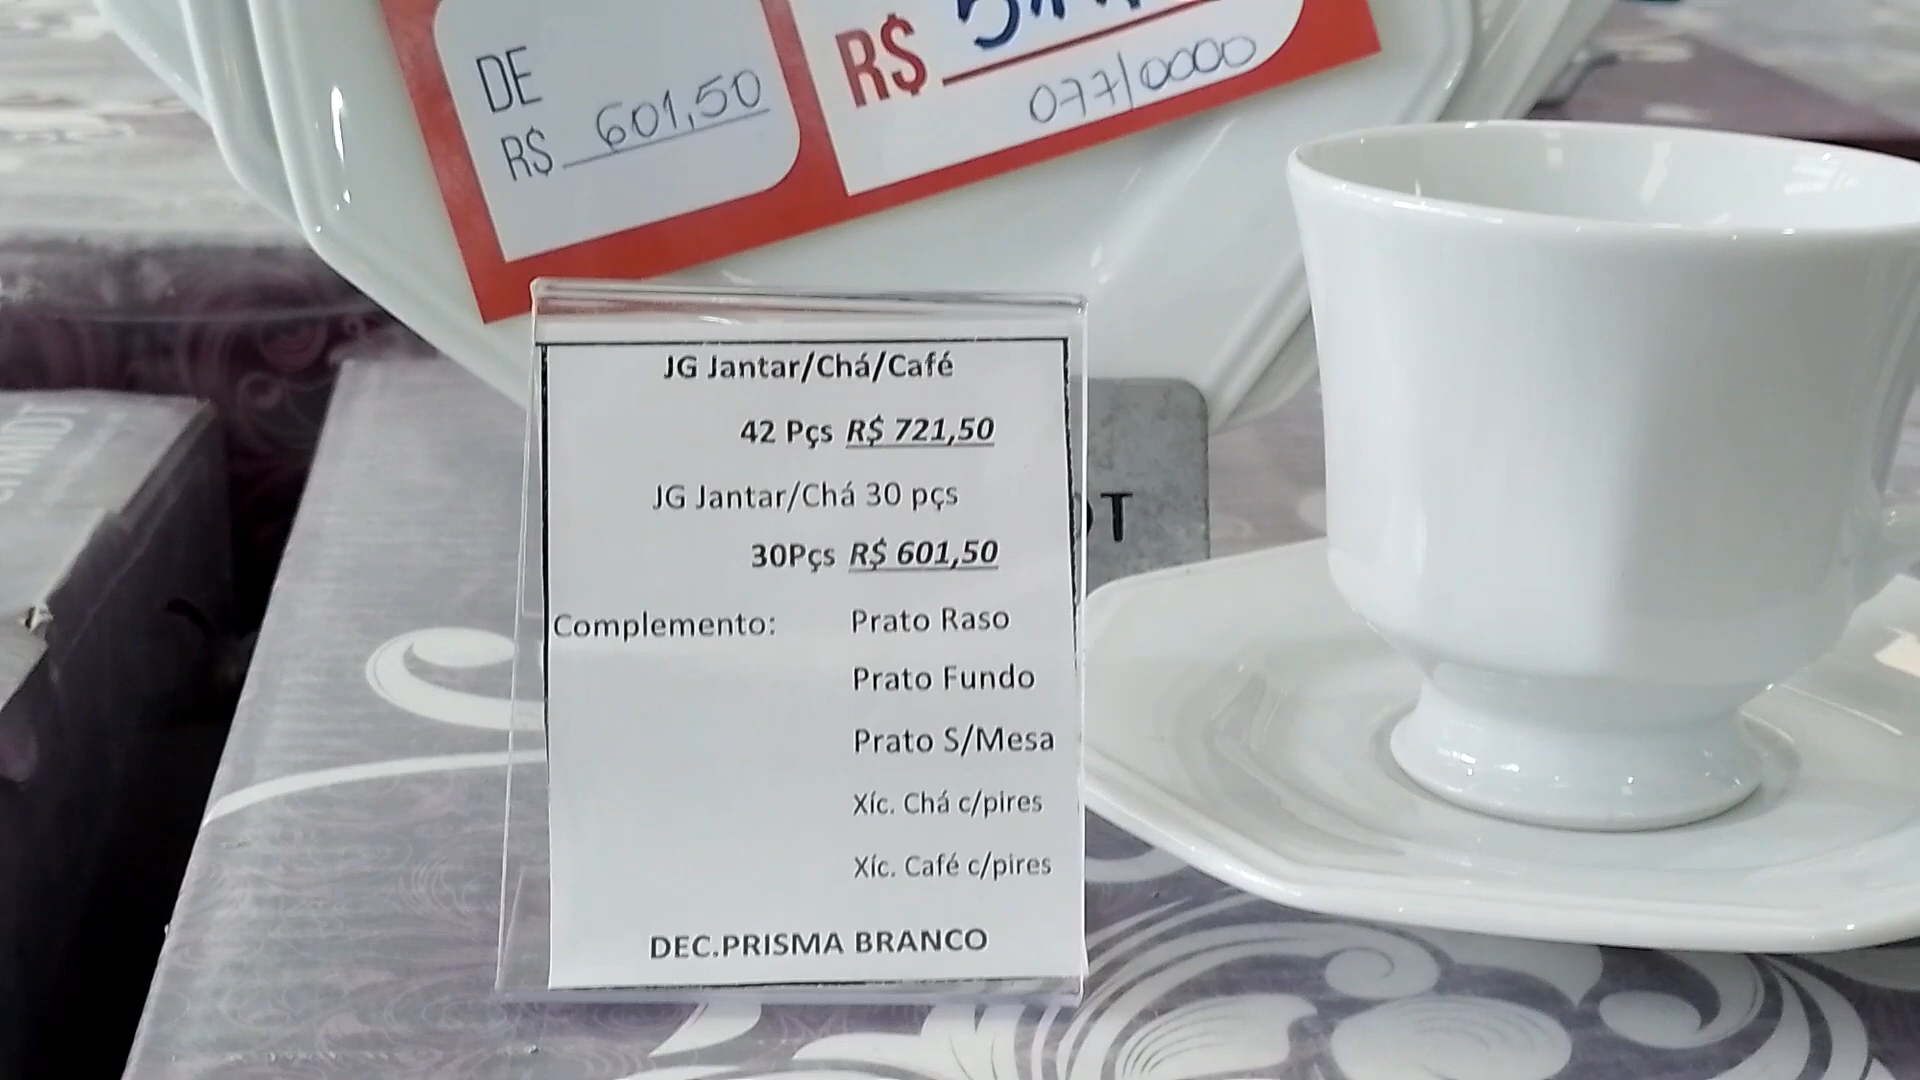 DE
R$ 601,50
R$
077/0000
JG Jantar/Chá/Café
42 Pçs R$ 721,50
JG Jantar/Chá 30 pçs
30Pçs R$ 601,50
Complemento: Prato Raso
Prato Fundo
Prato S/Mesa
Xíc. Chá c/pires
Xíc. Café c/pires
DEC.PRISMA BRANCO